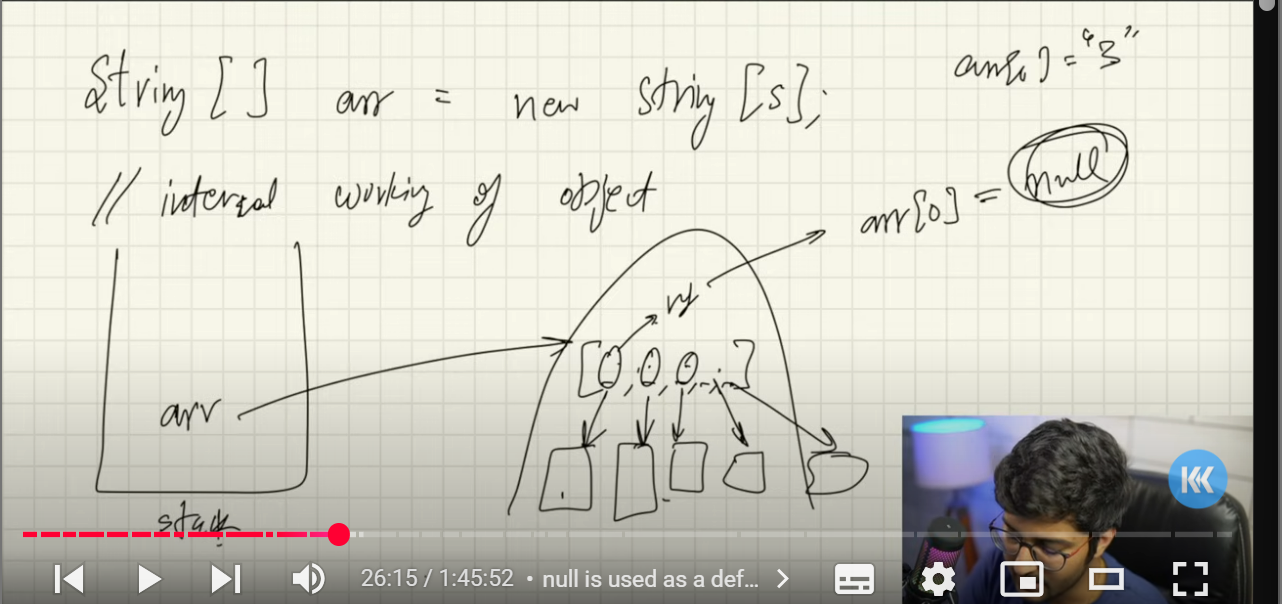 String [ ] arr = new String [5];
arr[0] = "3"
// internal working of object
arr[0] = null
ref
[0, 0, 0, , ]
arr
stack
26:15 / 1:45:52 • null is used as a def...